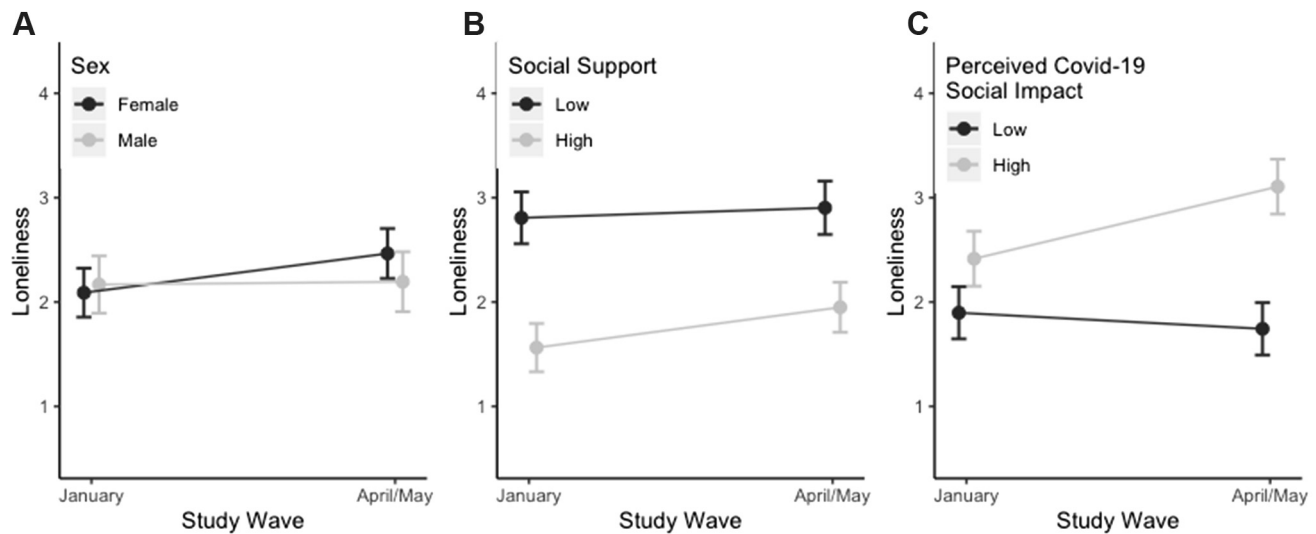 A
Sex
Female
Male
4
3
2
1
Loneliness
January
April/May
Study Wave
B
Social Support
Low
High
4
3
2
1
Loneliness
January
April/May
Study Wave
C
Perceived Covid-19
Social Impact
Low
High
4
3
2
1
Loneliness
January
April/May
Study Wave